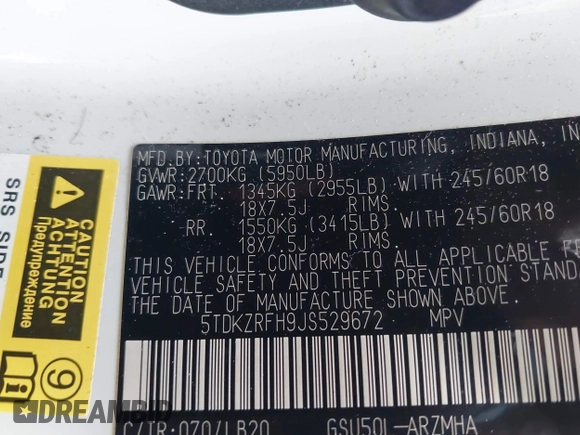 MFD.BY:TOYOTA MOTOR MANUFACTURING, INDIANA,
GVWR:2700KG (5950LB)
GAWR:FRT. 1345KG (2955LB) WITH 245/60R18
18X7.5J RIMS
RR 1550KG (3415LB) WITH 245/60R18
18X7.5J RIMS
THIS VEHICLE CONFORMS TO ALL APPLICABLE
VEHICLE SAFETY AND THEFT PREVENTION STAND
THE DATE OF MANUFACTURE SHOWN ABOVE.
5TDKZRFH9JS529672 MPV
C/TR:070/LB20 GSU50L-ARZMHA
SRS SIDE
CAUTION
ATTENTION
ACHTUNG
Предупреждение
9
DREAMBID